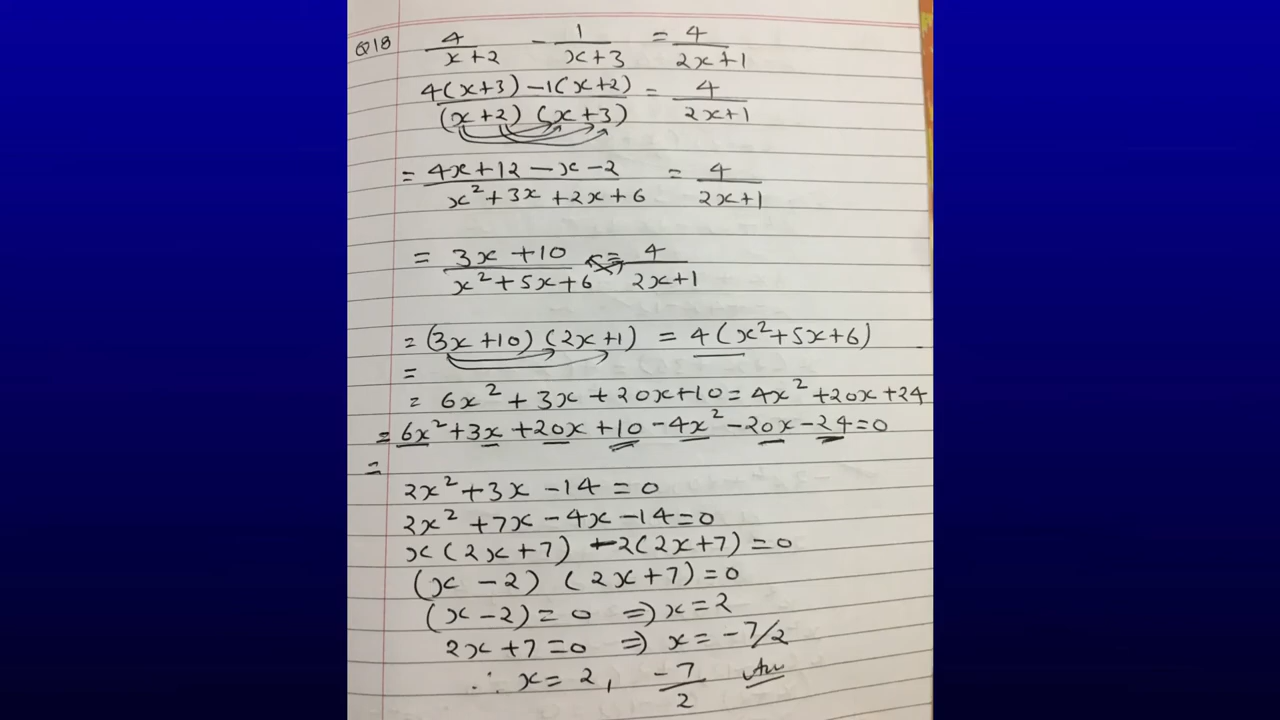 Q18 4/(x+2) - 1/(x+3) = 4/(2x+1)
(4(x+3) -1(x+2))/((x+2) (x+3)) = 4/(2x+1)
= (4x+12 -x -2)/(x²+3x+2x+6) = 4/(2x+1)
= (3x+10)/(x²+5x+6) = 4/(2x+1)
= (3x+10) (2x+1) = 4(x²+5x+6)
=
= 6x²+3x+20x+10=4x²+20x+24
= 6x²+3x+20x+10-4x²-20x-24=0
=
2x²+3x-14=0
2x²+7x-4x-14=0
x(2x+7) -2(2x+7)=0
(x-2) (2x+7)=0
(x-2)=0 ⇒ x=2
2x+7=0 ⇒ x=-7/2
∴ x=2, -7/2 Ans